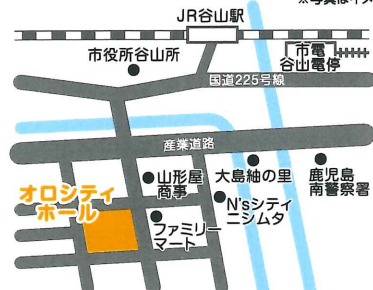 JR谷山駅
市役所谷山所
市電
谷山電停
国道225号線
産業道路
山形屋
商事
大島紬の里
鹿児島
南警察署
オロシティ
ホール
N'sシティ
ニシムタ
ファミリー
マート